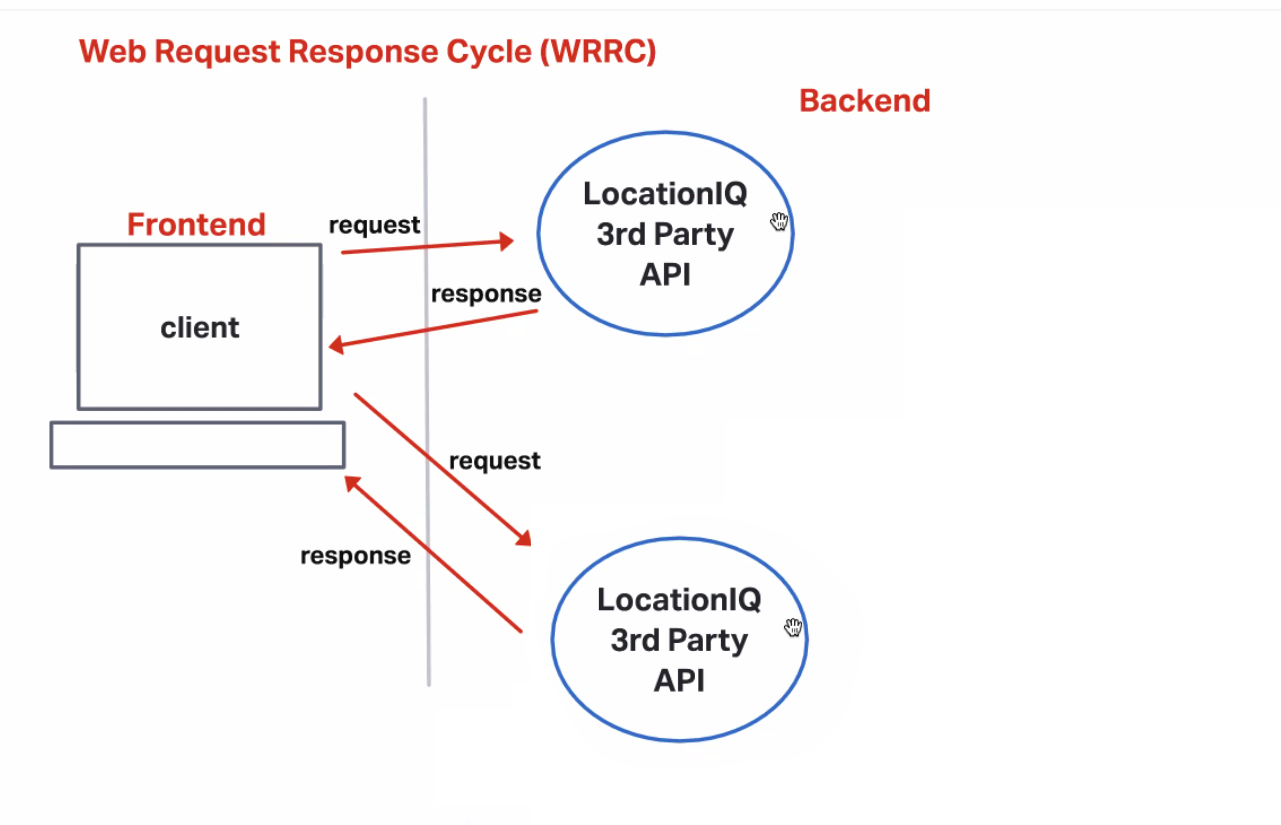 Web Request Response Cycle (WRRC)
Backend
Frontend
request
LocationIQ
3rd Party
API
response
client
request
response
LocationIQ
3rd Party
API